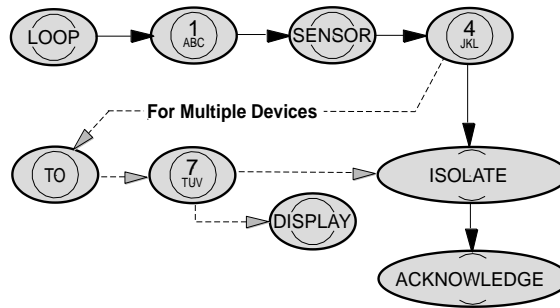 LOOP
1
ABC
SENSOR
4
JKL
For Multiple Devices
TO
7
TUV
ISOLATE
DISPLAY
ACKNOWLEDGE